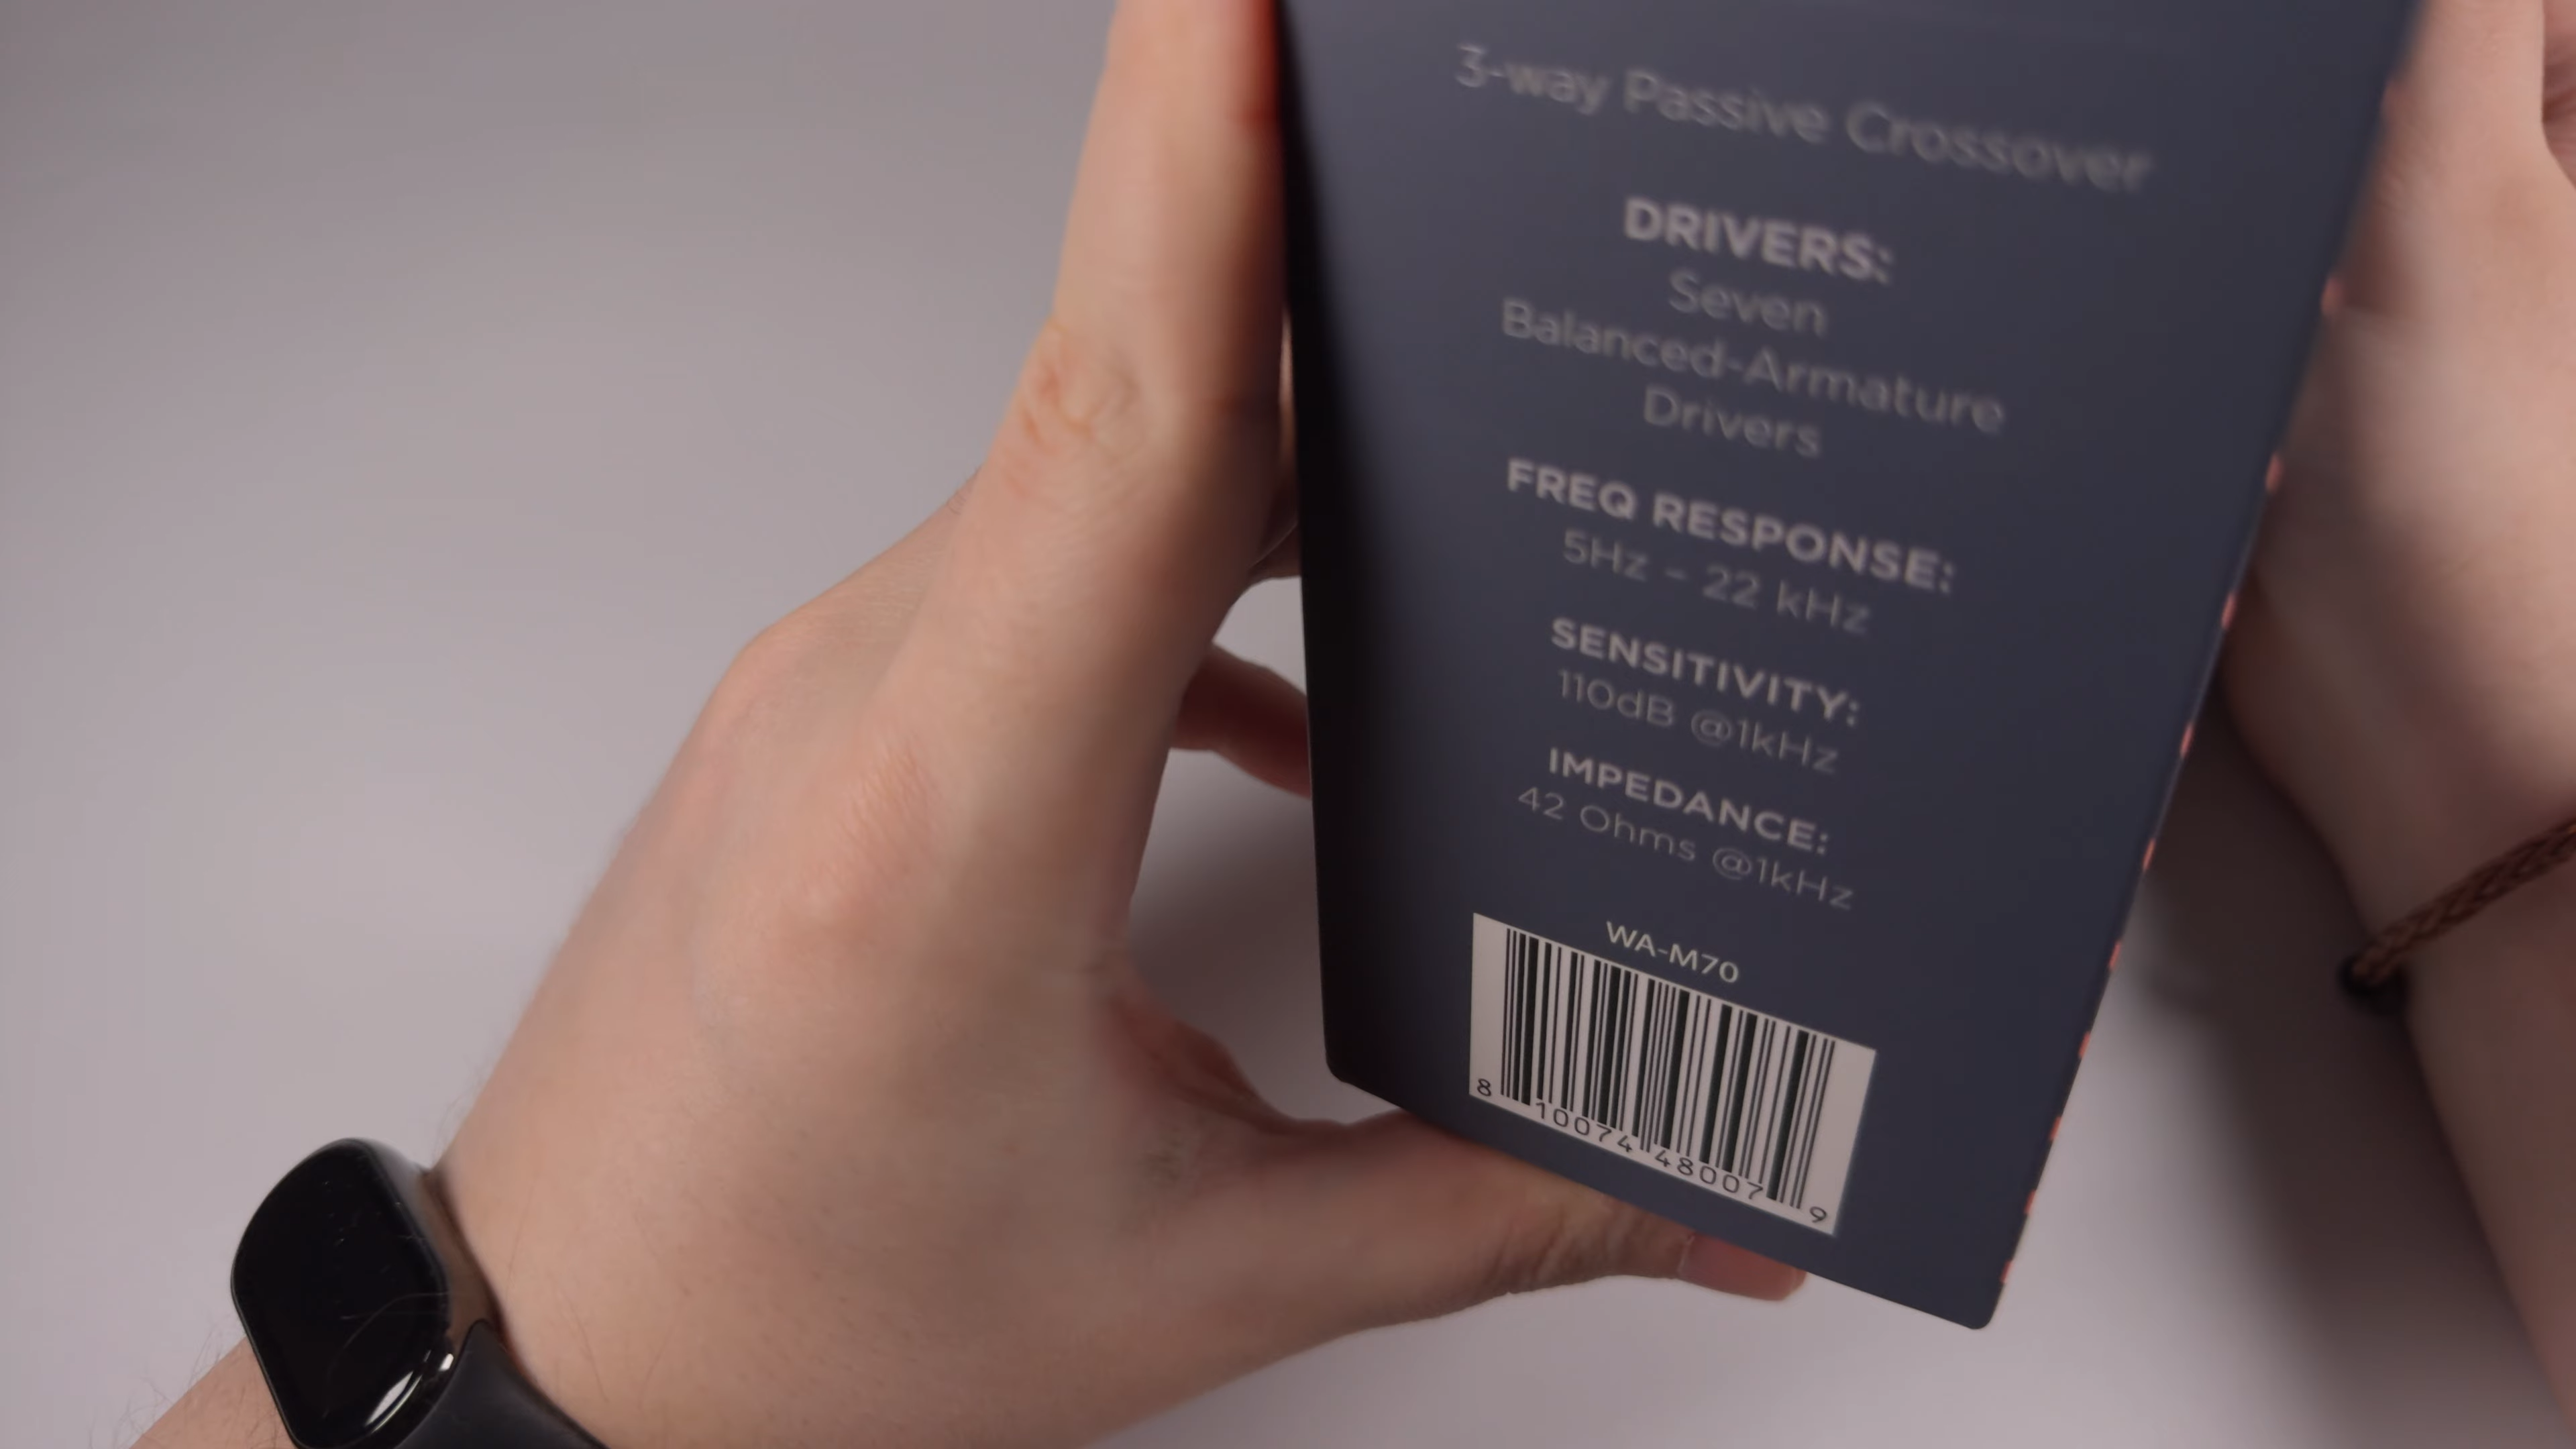 3-way Passive Crossover
DRIVERS:
Seven
Balanced-Armature
Drivers
FREQ RESPONSE:
5Hz - 22 kHz
SENSITIVITY:
110dB @1kHz
IMPEDANCE:
42 Ohms @1kHz
WA-M70
8 10074 48007 9